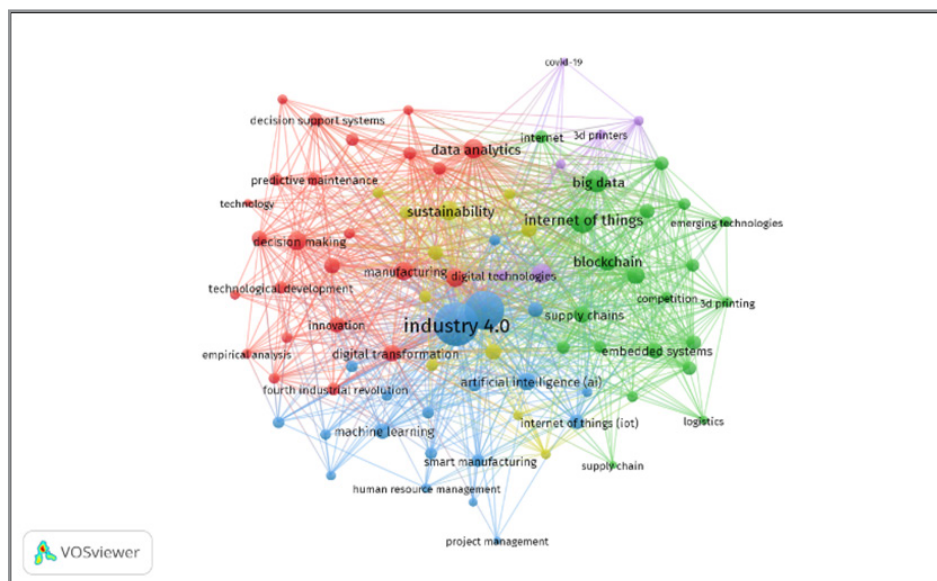 covid-19
decision support systems
internet
3d printers
data analytics
predictive maintenance
big data
technology
sustainability
internet of things
emerging technologies
decision making
manufacturing
digital technologies
blockchain
technological development
competition
3d printing
innovation
industry 4.0
supply chains
empirical analysis
digital transformation
embedded systems
fourth industrial revolution
artificial intelligence (ai)
machine learning
internet of things (iot)
logistics
smart manufacturing
supply chain
human resource management
project management
VOSviewer